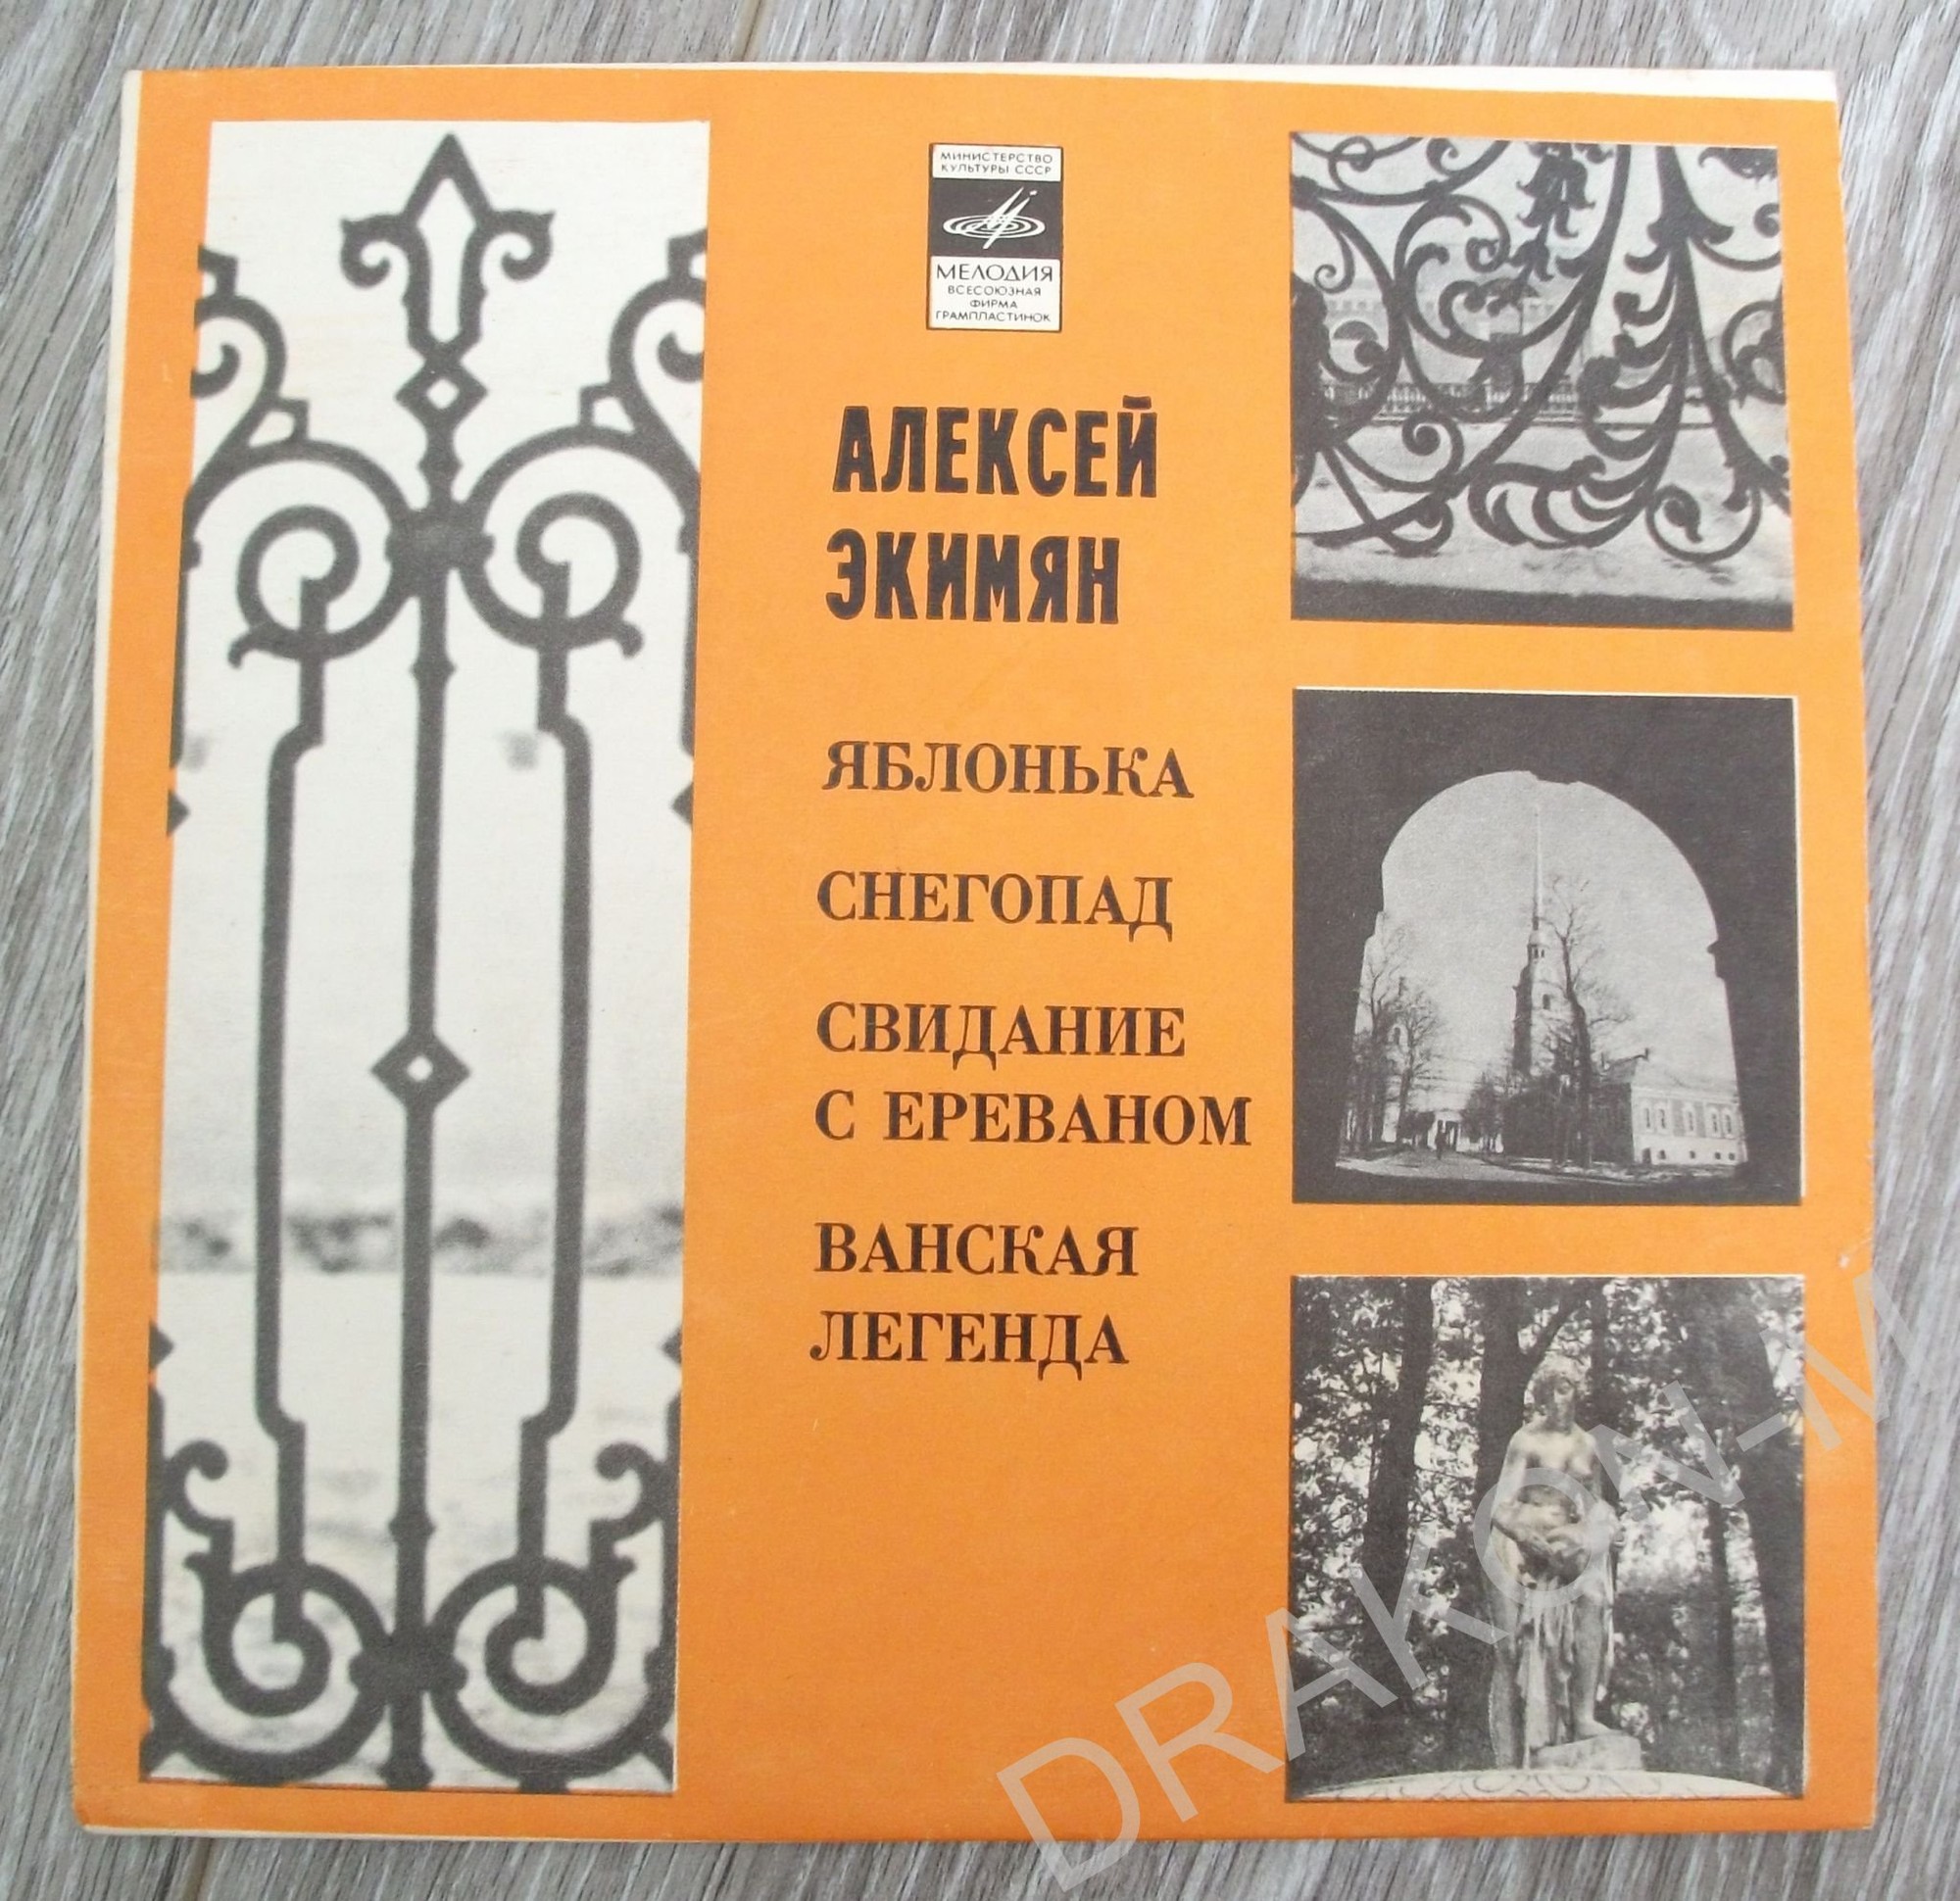 МИНИСТЕРСТВО
КУЛЬТУРЫ СССР
МЕЛОДИЯ
ВСЕСОЮЗНАЯ
ФИРМА
ГРАМПЛАСТИНОК
АЛЕКСЕЙ
ЭКИМЯН
ЯБЛОНЬКА
СНЕГОПАД
СВИДАНИЕ
С ЕРЕВАНОМ
ВАНСКАЯ
ЛЕГЕНДА
DRAKON-M